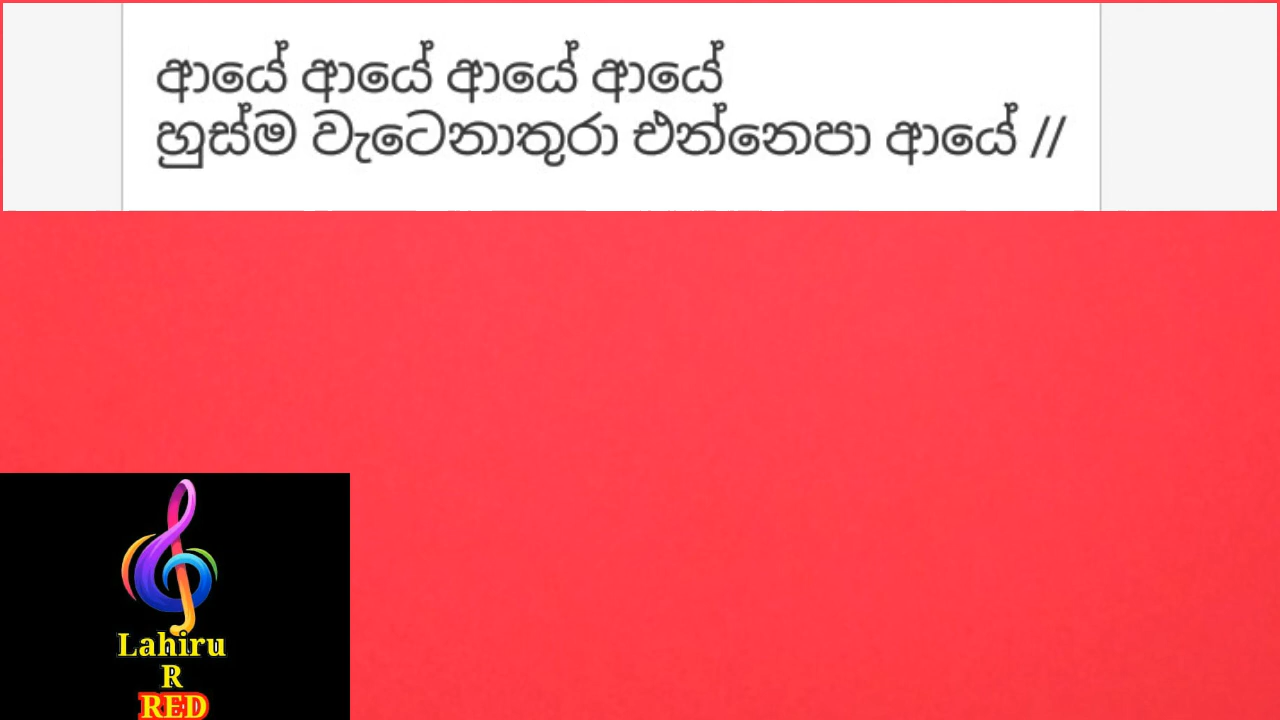 ආයේ ආයේ ආයේ ආයේ
හුස්ම වැටෙනාතුරා එන්නෙපා ආයේ //
Lahiru
R
RED